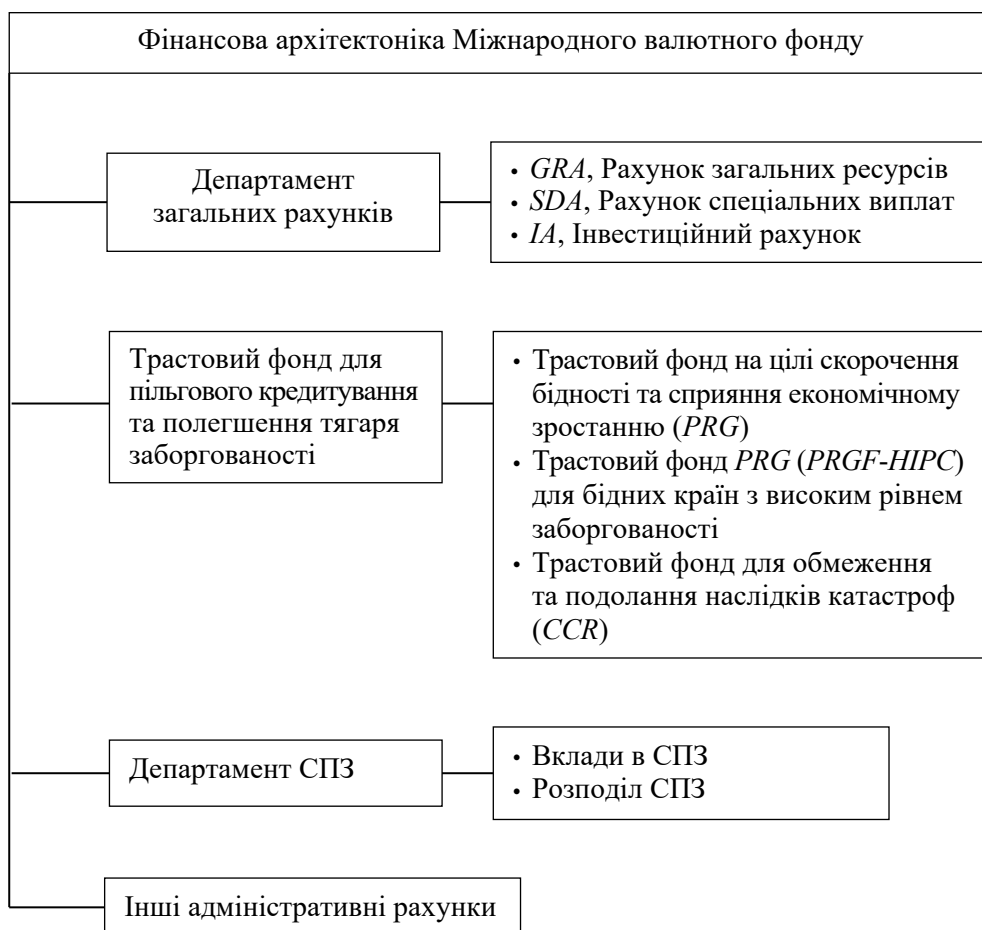 Фінансова архітектоніка Міжнародного валютного фонду
Департамент
загальних рахунків
• GRA, Рахунок загальних ресурсів
• SDA, Рахунок спеціальних виплат
• IA, Інвестиційний рахунок
Трастовий фонд для
пільгового кредитування
та полегшення тягаря
заборгованості
• Трастовий фонд на цілі скорочення
бідності та сприяння економічному
зростанню (PRG)
• Трастовий фонд PRG (PRGF-HIPC)
для бідних країн з високим рівнем
заборгованості
• Трастовий фонд для обмеження
та подолання наслідків катастроф
(CCR)
Департамент СПЗ
• Вклади в СПЗ
• Розподіл СПЗ
Інші адміністративні рахунки